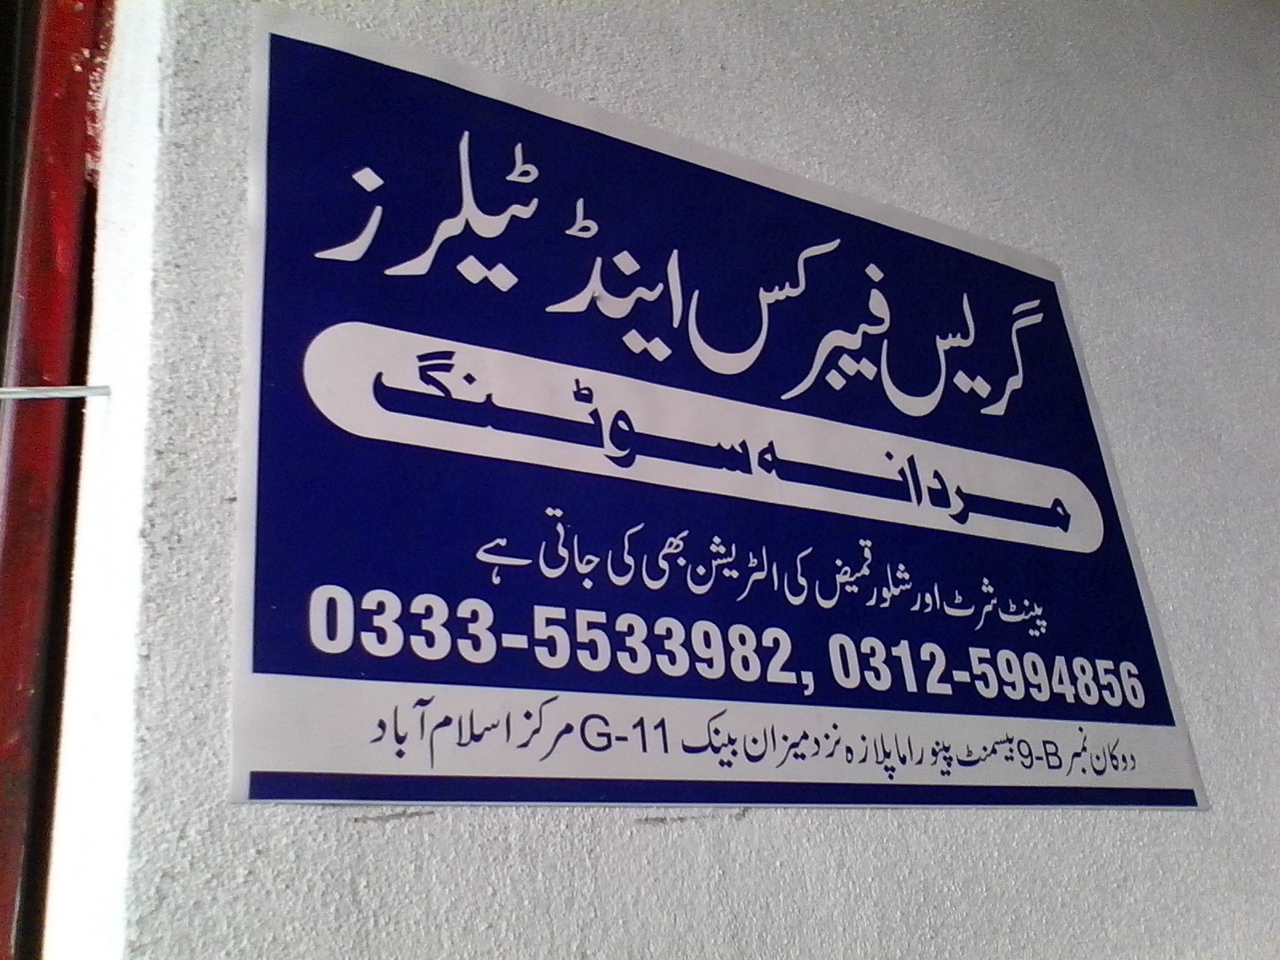 گریس فیبرکس اینڈ ٹیلرز
مردانہ سوٹنگ
پینٹ شرٹ اور شلور قمیض کی الٹریشن بھی کی جاتی ہے
0333-5533982, 0312-5994856
دوکان نمبر 9-B بیسمنٹ پینوراما پلازہ نزد میزان بینک G-11 مرکز اسلام آباد